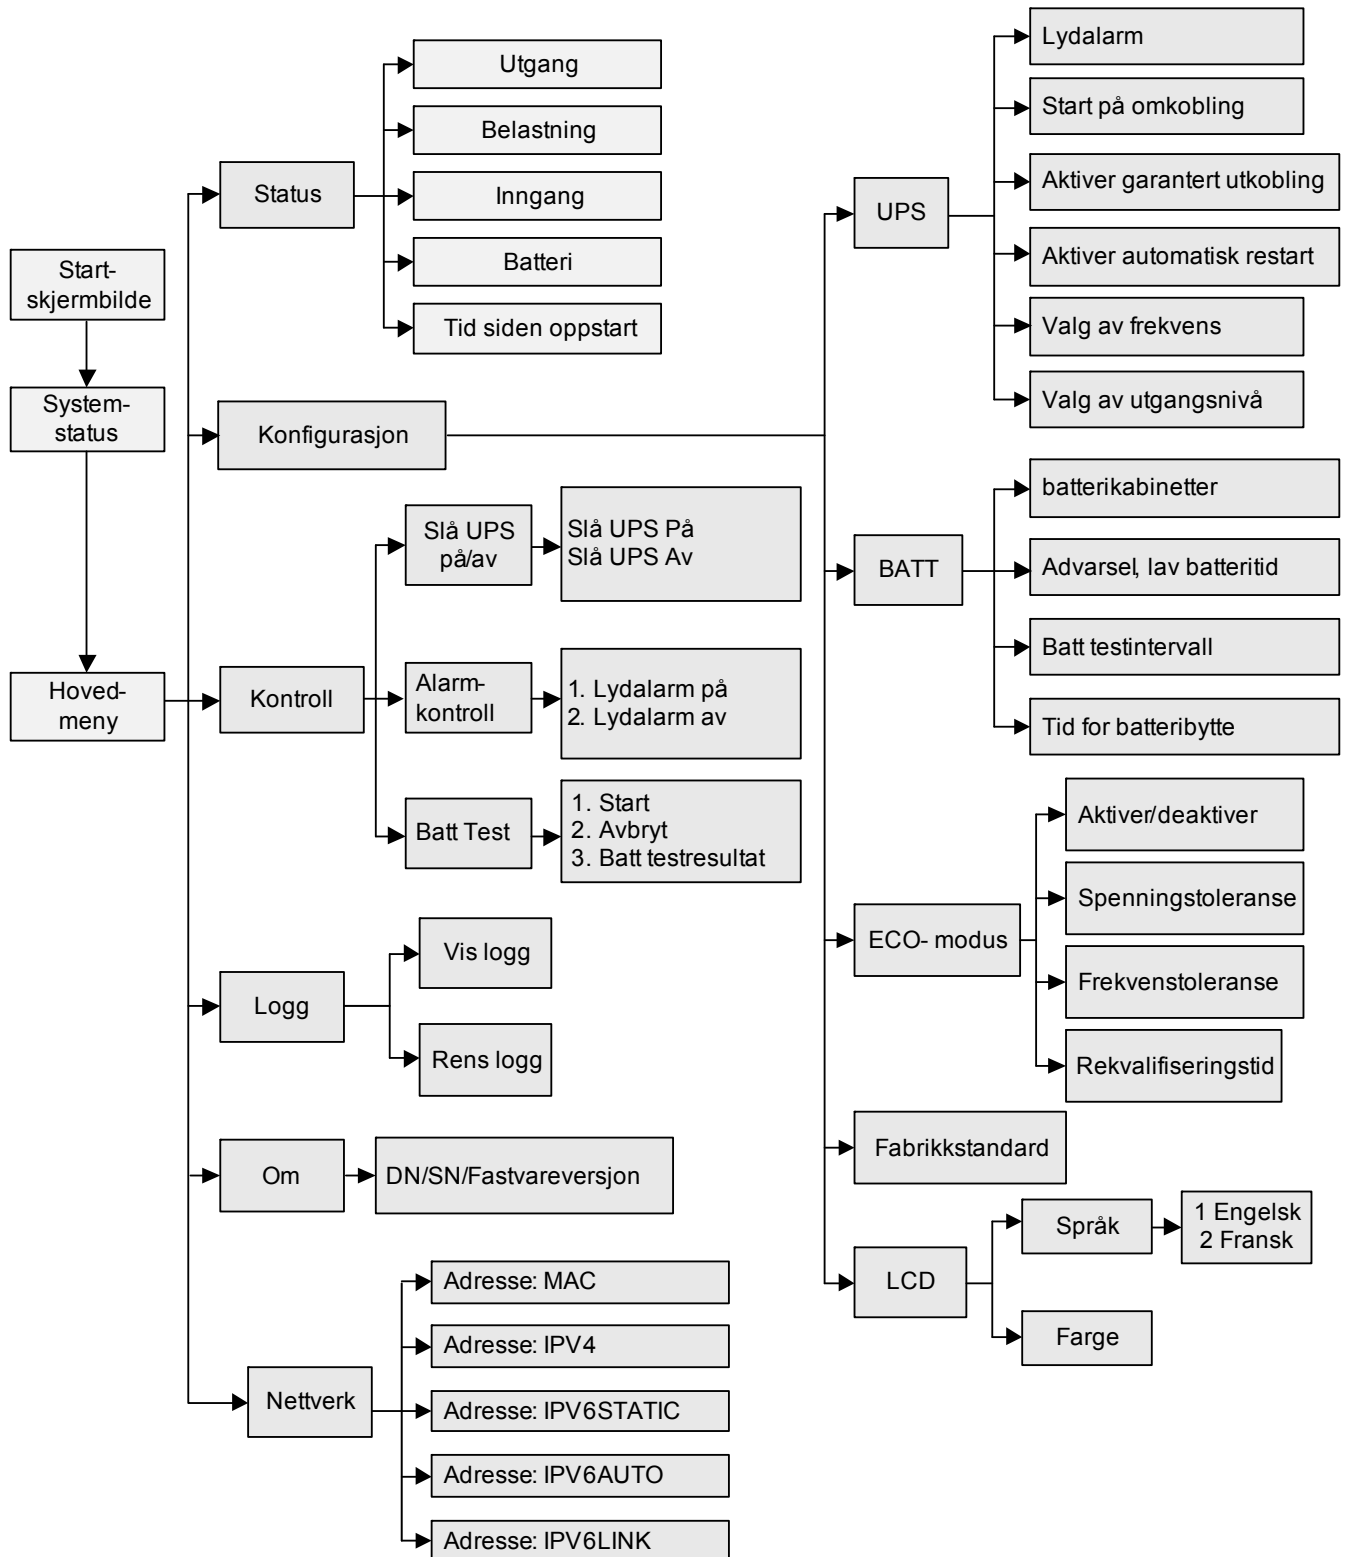 Start-
skjermbilde
System-
status
Hoved-
meny
Status
Utgang
Belastning
Inngang
Batteri
Tid siden oppstart
Konfigurasjon
Kontroll
Slå UPS
på/av
Slå UPS På
Slå UPS Av
Alarm-
kontroll
1. Lydalarm på
2. Lydalarm av
Batt Test
1. Start
2. Avbryt
3. Batt testresultat
Logg
Vis logg
Rens logg
Om
DN/SN/Fastvareversjon
Nettverk
Adresse: MAC
Adresse: IPV4
Adresse: IPV6STATIC
Adresse: IPV6AUTO
Adresse: IPV6LINK
UPS
Lydalarm
Start på omkobling
Aktiver garantert utkobling
Aktiver automatisk restart
Valg av frekvens
Valg av utgangsnivå
BATT
batterikabinetter
Advarsel, lav batteritid
Batt testintervall
Tid for batteribytte
ECO- modus
Aktiver/deaktiver
Spenningstoleranse
Frekvenstoleranse
Rekvalifiseringstid
Fabrikkstandard
LCD
Språk
1 Engelsk
2 Fransk
Farge